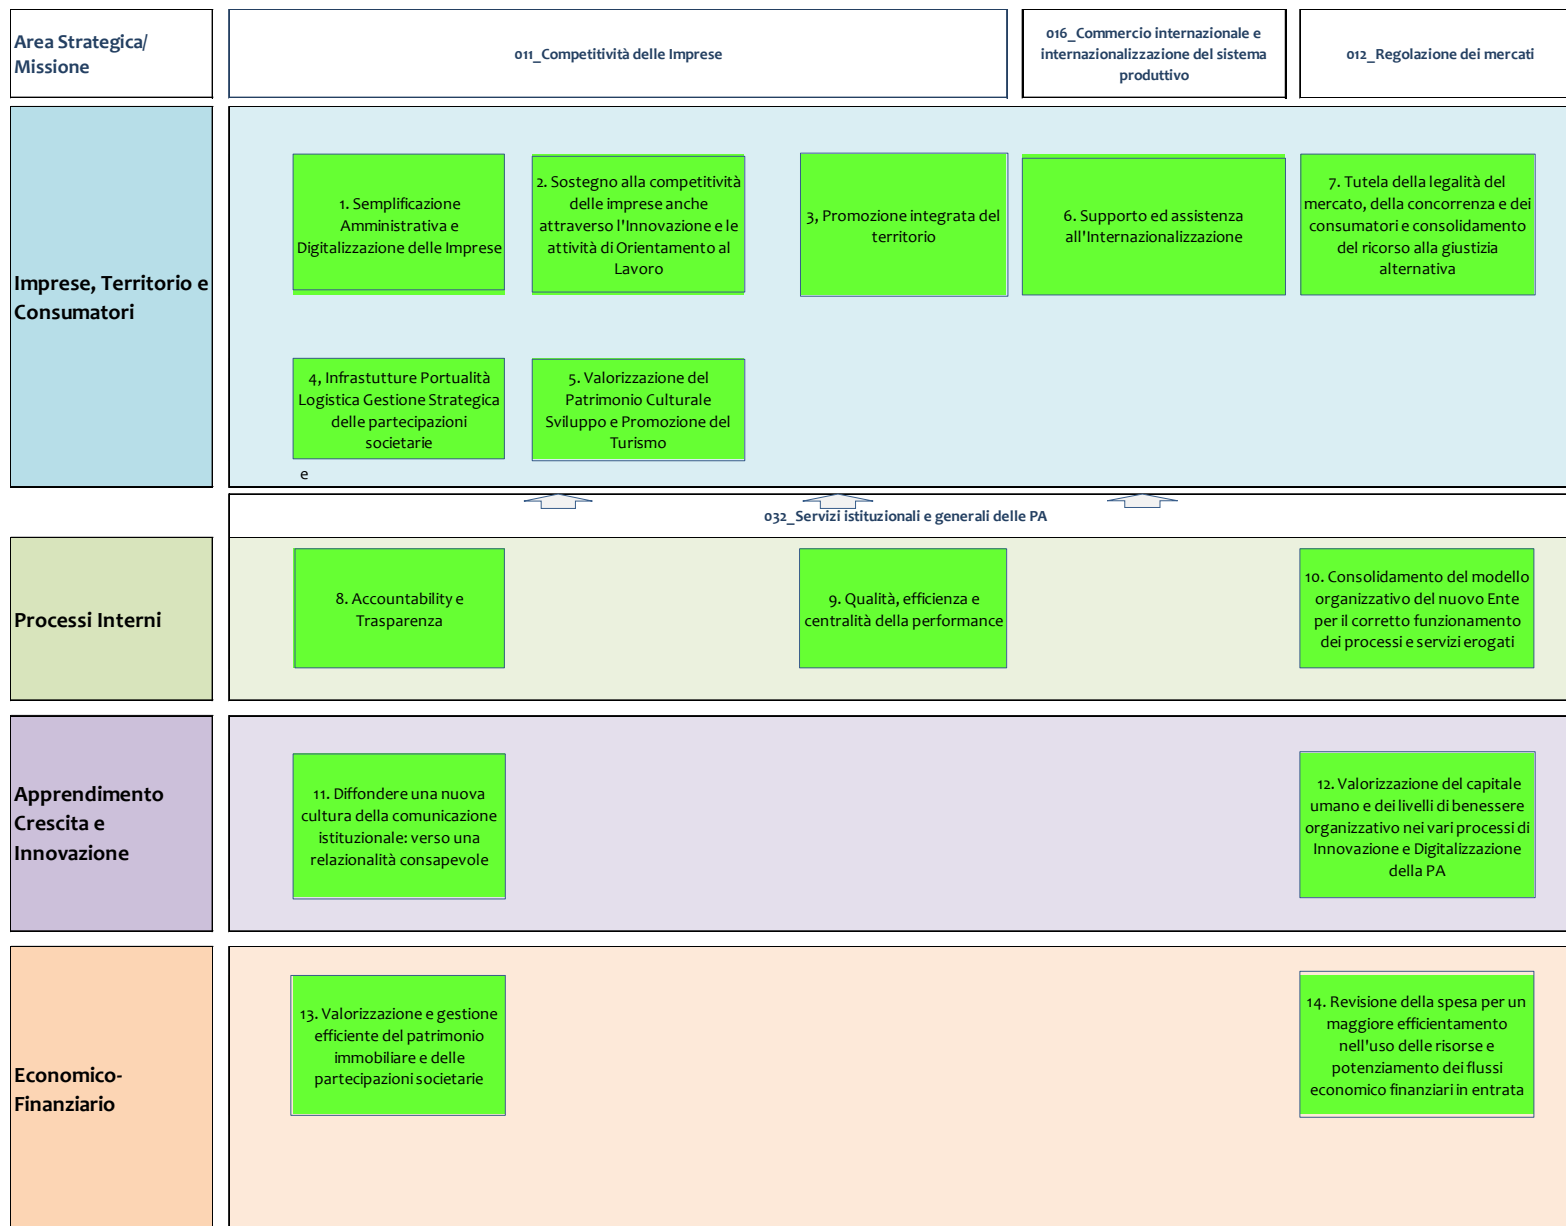 Area Strategica/
Missione
011_Competitività delle Imprese
016_Commercio internazionale e
internazionalizzazione del sistema
produttivo
012_Regolazione dei mercati
Imprese, Territorio e
Consumatori
1. Semplificazione
Amministrativa e
Digitalizzazione delle Imprese
2. Sostegno alla competitività
delle imprese anche
attraverso l'Innovazione e le
attività di Orientamento al
Lavoro
3, Promozione integrata del
territorio
6. Supporto ed assistenza
all'Internazionalizzazione
7. Tutela della legalità del
mercato, della concorrenza e dei
consumatori e consolidamento
del ricorso alla giustizia
alternativa
4, Infrastutture Portualità
Logistica Gestione Strategica
delle partecipazioni
societarie
5. Valorizzazione del
Patrimonio Culturale
Sviluppo e Promozione del
Turismo
e
032_Servizi istituzionali e generali delle PA
Processi Interni
8. Accountability e
Trasparenza
9. Qualità, efficienza e
centralità della performance
10. Consolidamento del modello
organizzativo del nuovo Ente
per il corretto funzionamento
dei processi e servizi erogati
Apprendimento
Crescita e
Innovazione
11. Diffondere una nuova
cultura della comunicazione
istituzionale: verso una
relazionalità consapevole
12. Valorizzazione del capitale
umano e dei livelli di benessere
organizzativo nei vari processi di
Innovazione e Digitalizzazione
della PA
Economico-
Finanziario
13. Valorizzazione e gestione
efficiente del patrimonio
immobiliare e delle
partecipazioni societarie
14. Revisione della spesa per un
maggiore efficientamento
nell'uso delle risorse e
potenziamento dei flussi
economico finanziari in entrata